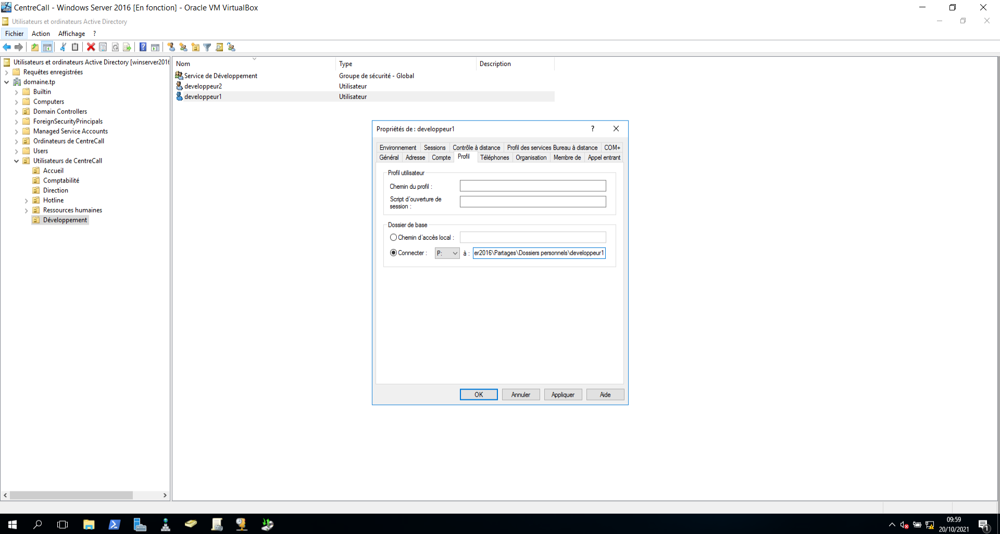 CentreCall - Windows Server 2016 [En fonction] - Oracle VM VirtualBox
Utilisateurs et ordinateurs Active Directory
Fichier Action Affichage ?
Utilisateurs et ordinateurs Active Directory [winserver2016
Requêtes enregistrées
domaine.tp
Builtin
Computers
Domain Controllers
ForeignSecurityPrincipals
Managed Service Accounts
Ordinateurs de CentreCall
Users
Utilisateurs de CentreCall
Accueil
Comptabilité
Direction
Hotline
Ressources humaines
Développement
Nom Type Description
Service de Développement Groupe de sécurité - Global
developpeur2 Utilisateur
developpeur1 Utilisateur
Propriétés de : developpeur1 ?
Environnement Sessions Contrôle à distance Profil des services Bureau à distance COM+
Général Adresse Compte Profil Téléphones Organisation Membre de Appel entrant
Profil utilisateur
Chemin du profil :
Script d'ouverture de
session :
Dossier de base
Chemin d'accès local :
Connecter : P: à : er2016\Partages\Dossiers personnels\developpeur1
OK Annuler Appliquer Aide
09:59
20/10/2021
1